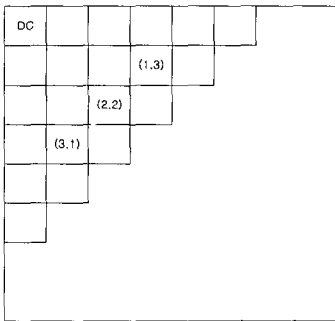 DC
(1,3)
(2,2)
(3,1)